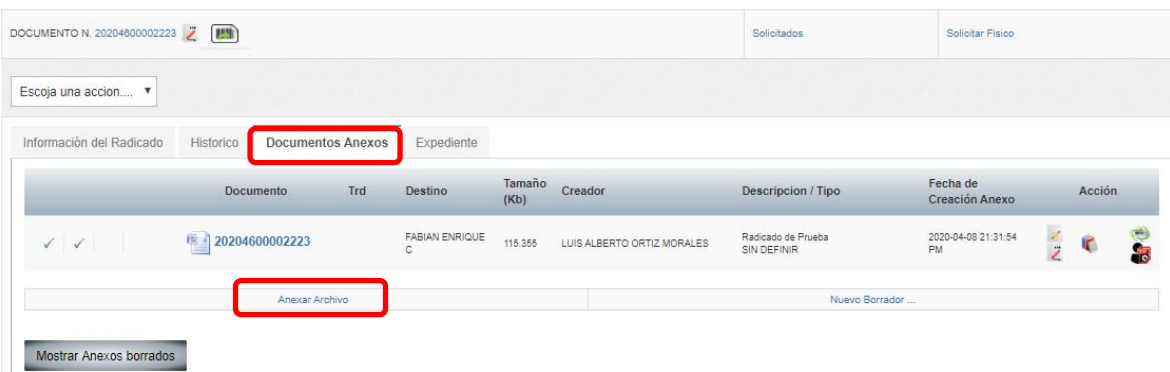 DOCUMENTO N. 20204600002223 Solicitados Solicitar Fisico
Escoja una accion....
Información del Radicado Historico Documentos Anexos Expediente
Documento Trd Destino Tamaño (Kb) Creador Descripcion / Tipo Fecha de Creación Anexo Acción
20204600002223 FABIAN ENRIQUE C 115.355 LUIS ALBERTO ORTIZ MORALES Radicado de Prueba SIN DEFINIR 2020-04-08 21:31:54 PM
Anexar Archivo Nuevo Borrador ...
Mostrar Anexos borrados